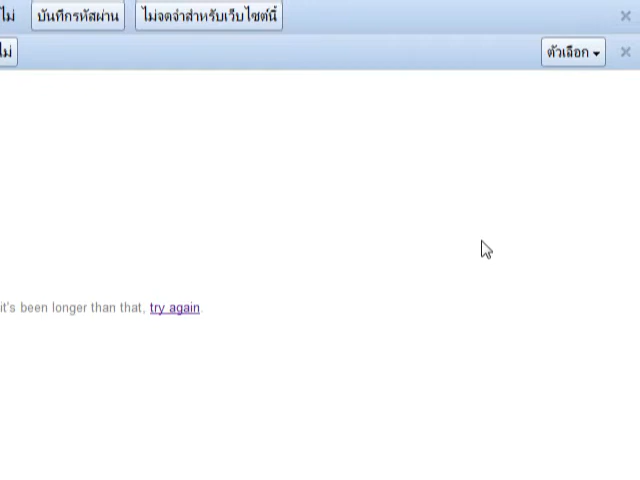 ไม่ บันทึกรหัสผ่าน ไม่จดจำสำหรับเว็บไซต์นี้
ไม่ ตัวเลือก
it's been longer than that, try again